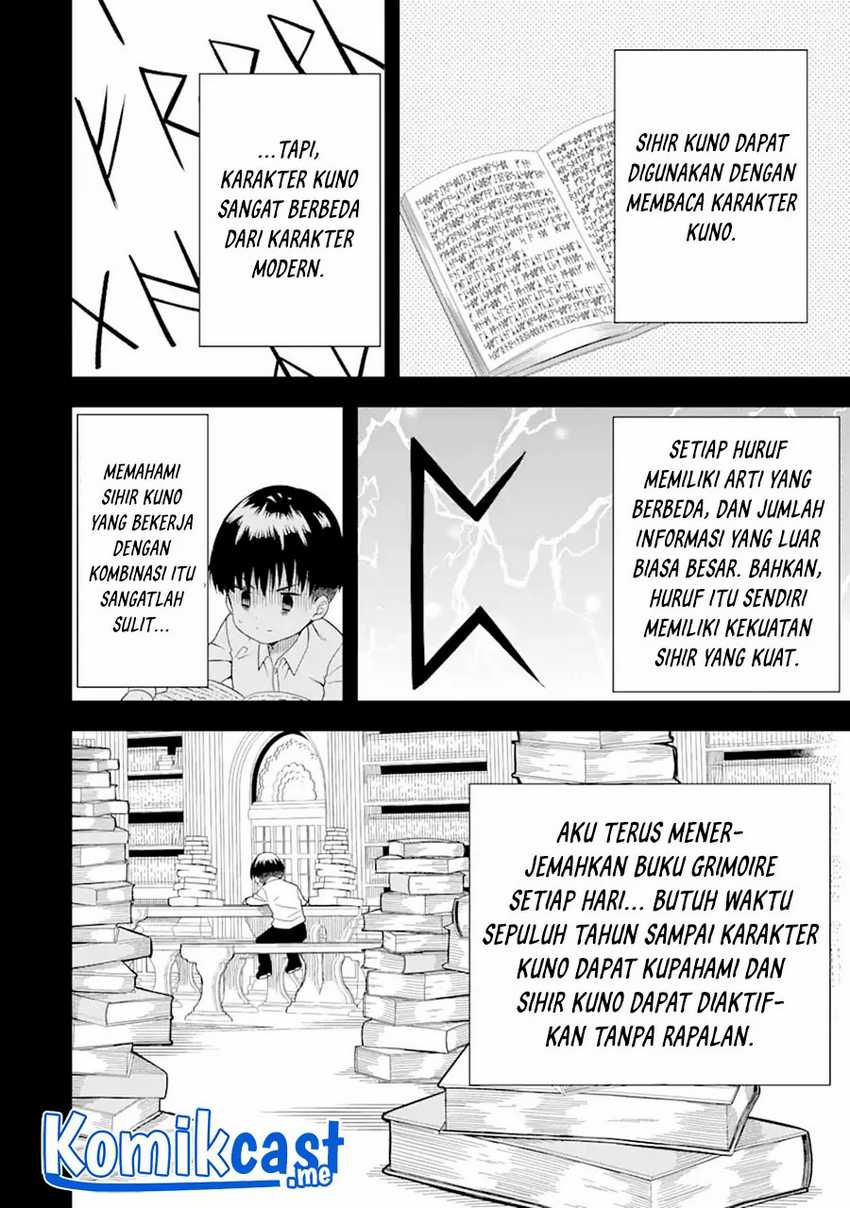 SIHIR KUNO DAPAT
DIGUNAKAN DENGAN
MEMBACA KARAKTER
KUNO.
...TAPI,
KARAKTER KUNO
SANGAT BERBEDA
DARI KARAKTER
MODERN.
SETIAP HURUF
MEMILIKI ARTI YANG
BERBEDA, DAN JUMLAH
INFORMASI YANG LUAR
BIASA BESAR. BAHKAN,
HURUF ITU SENDIRI
MEMILIKI KEKUATAN
SIHIR YANG KUAT.
MEMAHAMI
SIHIR KUNO
YANG BEKERJA
DENGAN
KOMBINASI ITU
SANGATLAH
SULIT...
AKU TERUS MENER-
JEMAHKAN BUKU GRIMOIRE
SETIAP HARI... BUTUH WAKTU
SEPULUH TAHUN SAMPAI KARAKTER
KUNO DAPAT KUPAHAMI DAN
SIHIR KUNO DAPAT DIAKTIF-
KAN TANPA RAPALAN.
Komikcast
.me